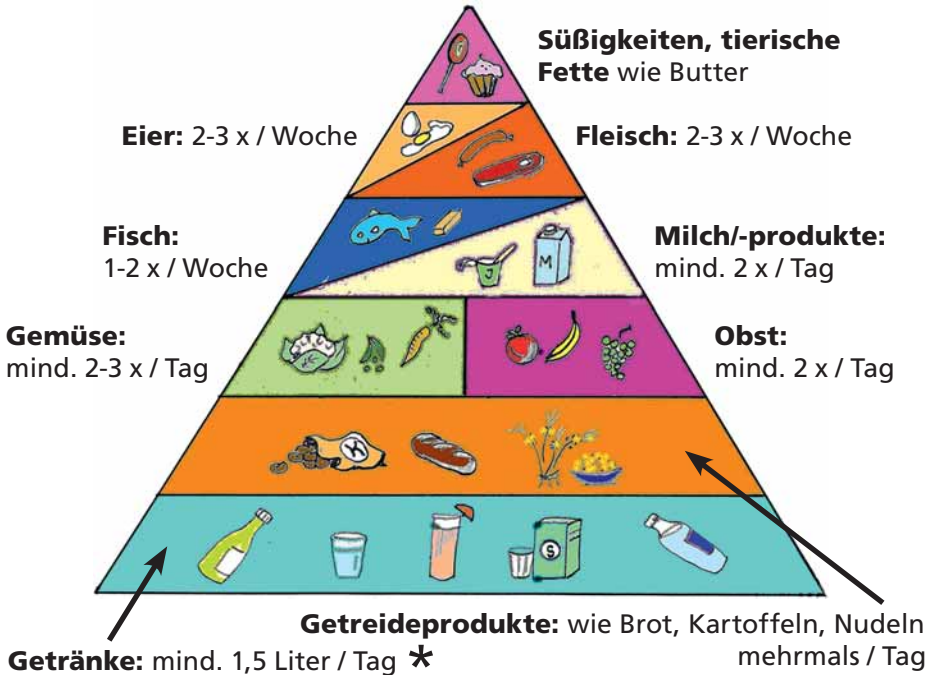 Süßigkeiten, tierische
Fette wie Butter
Eier: 2-3 x / Woche
Fleisch: 2-3 x / Woche
Fisch:
1-2 x / Woche
Milch/-produkte:
mind. 2 x / Tag
J
M
Gemüse:
mind. 2-3 x / Tag
Obst:
mind. 2 x / Tag
K
S
Getreideprodukte: wie Brot, Kartoffeln, Nudeln
mehrmals / Tag
Getränke: mind. 1,5 Liter / Tag *